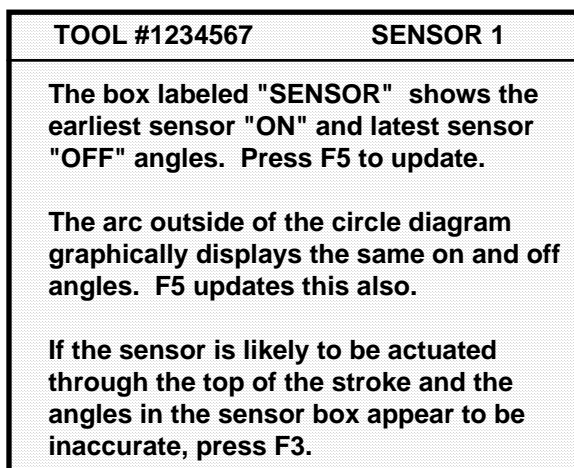 TOOL #1234567 SENSOR 1
The box labeled "SENSOR" shows the
earliest sensor "ON" and latest sensor
"OFF" angles. Press F5 to update.
The arc outside of the circle diagram
graphically displays the same on and off
angles. F5 updates this also.
If the sensor is likely to be actuated
through the top of the stroke and the
angles in the sensor box appear to be
inaccurate, press F3.